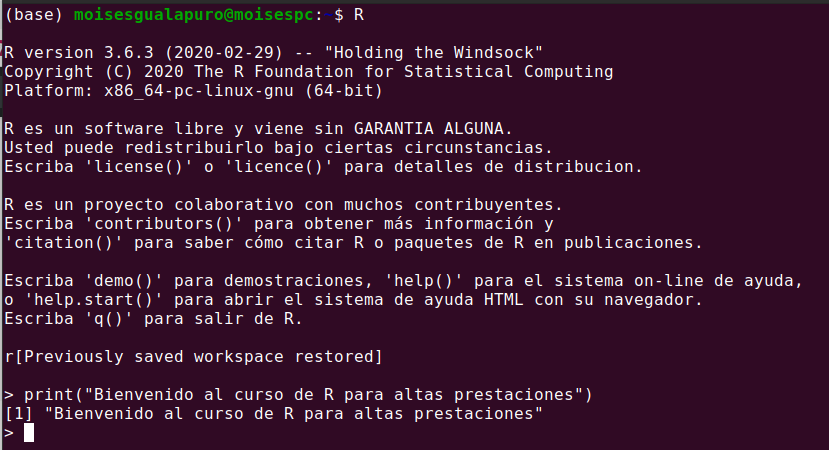 (base) moisesgualapuro@moisespc:~$ R
R version 3.6.3 (2020-02-29) -- "Holding the Windsock"
Copyright (C) 2020 The R Foundation for Statistical Computing
Platform: x86_64-pc-linux-gnu (64-bit)
R es un software libre y viene sin GARANTIA ALGUNA.
Usted puede redistribuirlo bajo ciertas circunstancias.
Escriba 'license()' o 'licence()' para detalles de distribucion.
R es un proyecto colaborativo con muchos contribuyentes.
Escriba 'contributors()' para obtener más información y
'citation()' para saber cómo citar R o paquetes de R en publicaciones.
Escriba 'demo()' para demostraciones, 'help()' para el sistema on-line de ayuda,
o 'help.start()' para abrir el sistema de ayuda HTML con su navegador.
Escriba 'q()' para salir de R.
r[Previously saved workspace restored]
> print("Bienvenido al curso de R para altas prestaciones")
[1] "Bienvenido al curso de R para altas prestaciones"
>